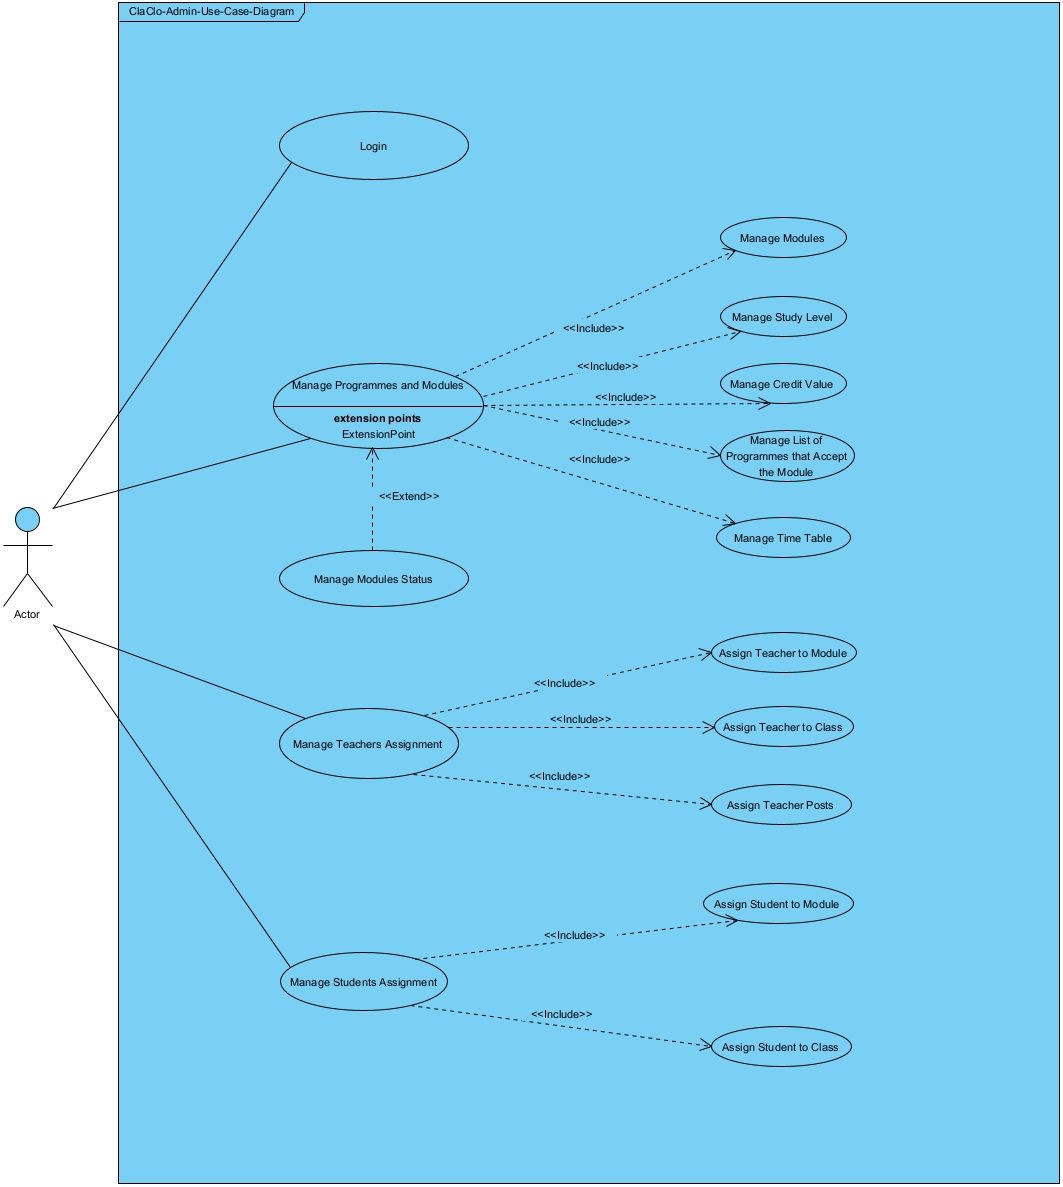 ClaClo-Admin-Use-Case-Diagram
Login
Manage Modules
<<Include>>
Manage Study Level
<<Include>>
Manage Programmes and Modules
Manage Credit Value
<<Include>>
extension points
ExtensionPoint
<<Include>>
Manage List of
Programmes that Accept
the Module
<<Include>>
<<Extend>>
Manage Time Table
Manage Modules Status
Actor
Assign Teacher to Module
<<Include>>
<<Include>>
Assign Teacher to Class
Manage Teachers Assignment
<<Include>>
Assign Teacher Posts
Assign Student to Module
<<Include>>
Manage Students Assignment
<<Include>>
Assign Student to Class